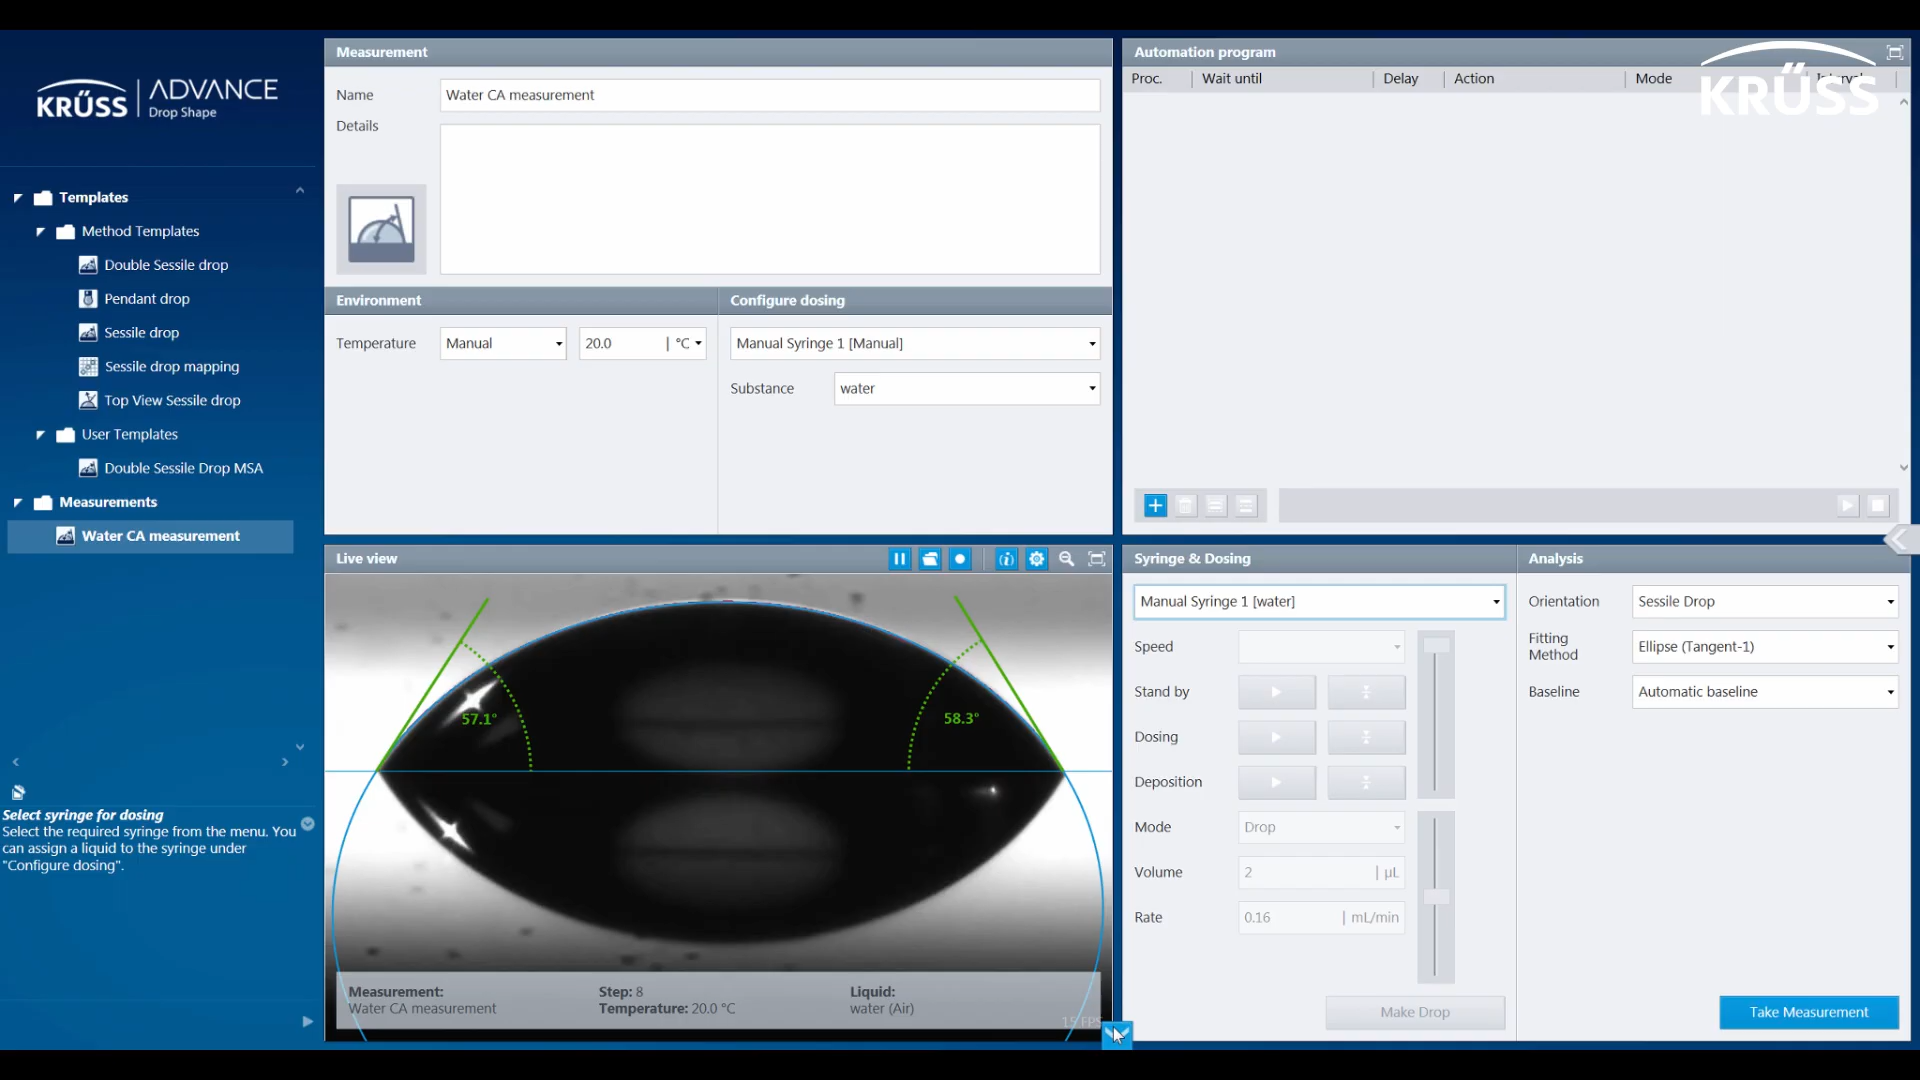 KRÜSS | ADVANCE
Drop Shape
Templates
Method Templates
Double Sessile drop
Pendant drop
Sessile drop
Sessile drop mapping
Top View Sessile drop
User Templates
Double Sessile Drop MSA
Measurements
Water CA measurement
Select syringe for dosing
Select the required syringe from the menu. You
can assign a liquid to the syringe under
"Configure dosing".
Measurement
Name Water CA measurement
Details
Environment
Temperature Manual 20.0 | °C
Configure dosing
Manual Syringe 1 [Manual]
Substance water
Automation program
Proc. Wait until Delay Action Mode Interval
KRÜSS
Live view
57.1°
58.3°
Measurement:
Water CA measurement
Step: 8
Temperature: 20.0 °C
Liquid:
water (Air)
15 FPS
Syringe & Dosing
Manual Syringe 1 [water]
Speed
Stand by
Dosing
Deposition
Mode Drop
Volume 2 | µL
Rate 0.16 | mL/min
Make Drop
Analysis
Orientation Sessile Drop
Fitting
Method
Ellipse (Tangent-1)
Baseline Automatic baseline
Take Measurement